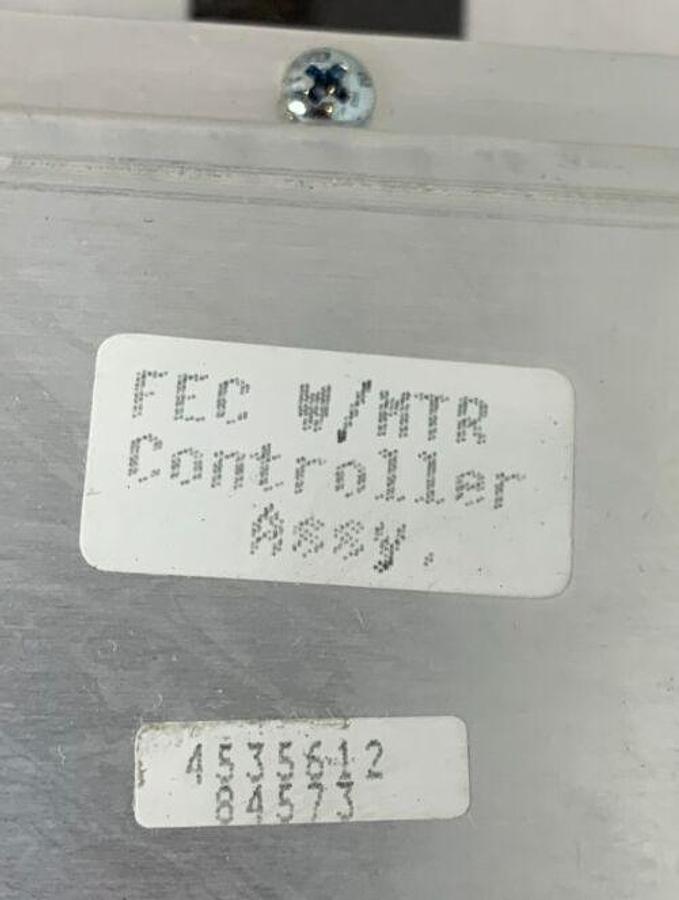 FEC W/MTR
Controller
Assy.
4535612
84573